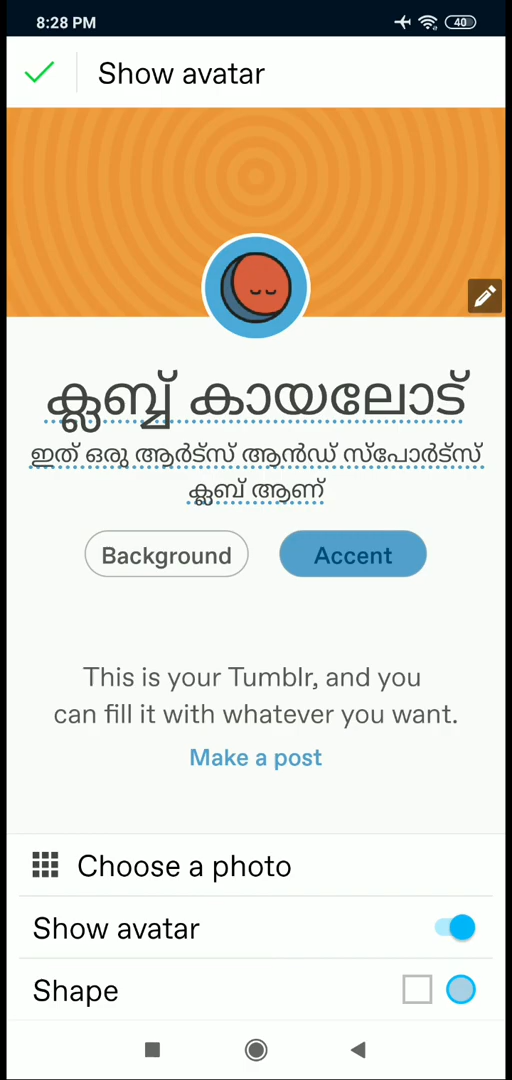 8:28 PM
40
Show avatar
ക്ലബ്ബ് കായലോട്
ഇത് ഒരു ആർട്സ് ആൻഡ് സ്പോർട്സ്
ക്ലബ് ആണ്
Background
Accent
This is your Tumblr, and you
can fill it with whatever you want.
Make a post
Choose a photo
Show avatar
Shape